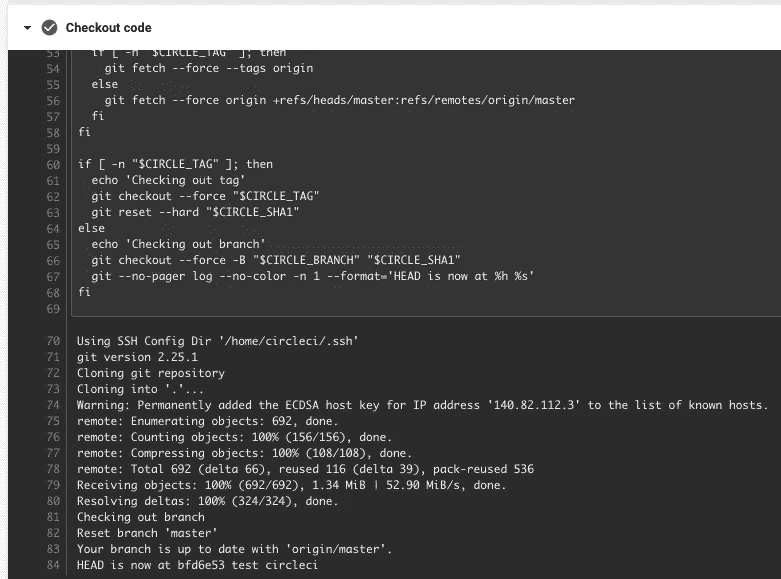 Checkout code
53 if [ -n "$CIRCLE_TAG" ]; then
54 git fetch --force --tags origin
55 else
56 git fetch --force origin +refs/heads/master:refs/remotes/origin/master
57 fi
58 fi
59
60 if [ -n "$CIRCLE_TAG" ]; then
61 echo 'Checking out tag'
62 git checkout --force "$CIRCLE_TAG"
63 git reset --hard "$CIRCLE_SHA1"
64 else
65 echo 'Checking out branch'
66 git checkout --force -B "$CIRCLE_BRANCH" "$CIRCLE_SHA1"
67 git --no-pager log --no-color -n 1 --format='HEAD is now at %h %s'
68 fi
69
70 Using SSH Config Dir '/home/circleci/.ssh'
71 git version 2.25.1
72 Cloning git repository
73 Cloning into '.'...
74 Warning: Permanently added the ECDSA host key for IP address '140.82.112.3' to the list of known hosts.
75 remote: Enumerating objects: 692, done.
76 remote: Counting objects: 100% (156/156), done.
77 remote: Compressing objects: 100% (108/108), done.
78 remote: Total 692 (delta 66), reused 116 (delta 39), pack-reused 536
79 Receiving objects: 100% (692/692), 1.34 MiB | 52.90 MiB/s, done.
80 Resolving deltas: 100% (324/324), done.
81 Checking out branch
82 Reset branch 'master'
83 Your branch is up to date with 'origin/master'.
84 HEAD is now at bfd6e53 test circleci